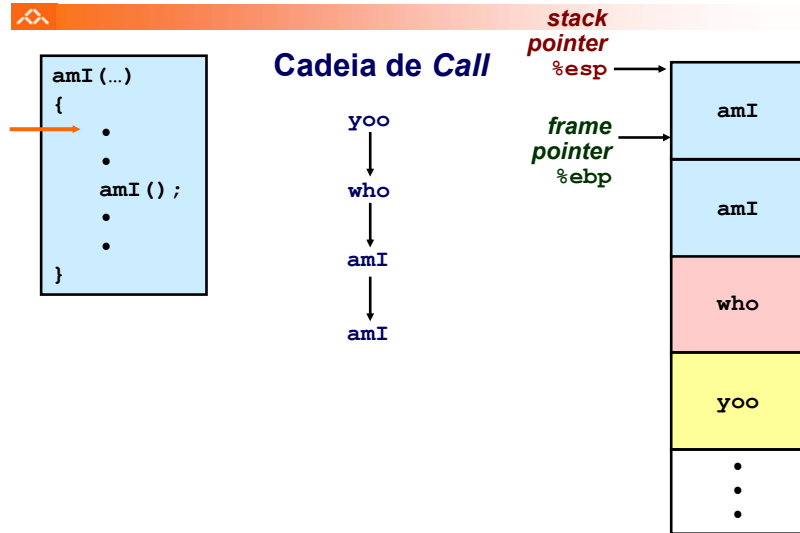 amI(…)
{
•
•
amI();
•
•
}
Cadeia de Call
yoo
who
amI
amI
stack
pointer
%esp
frame
pointer
%ebp
amI
amI
who
yoo
•
•
•